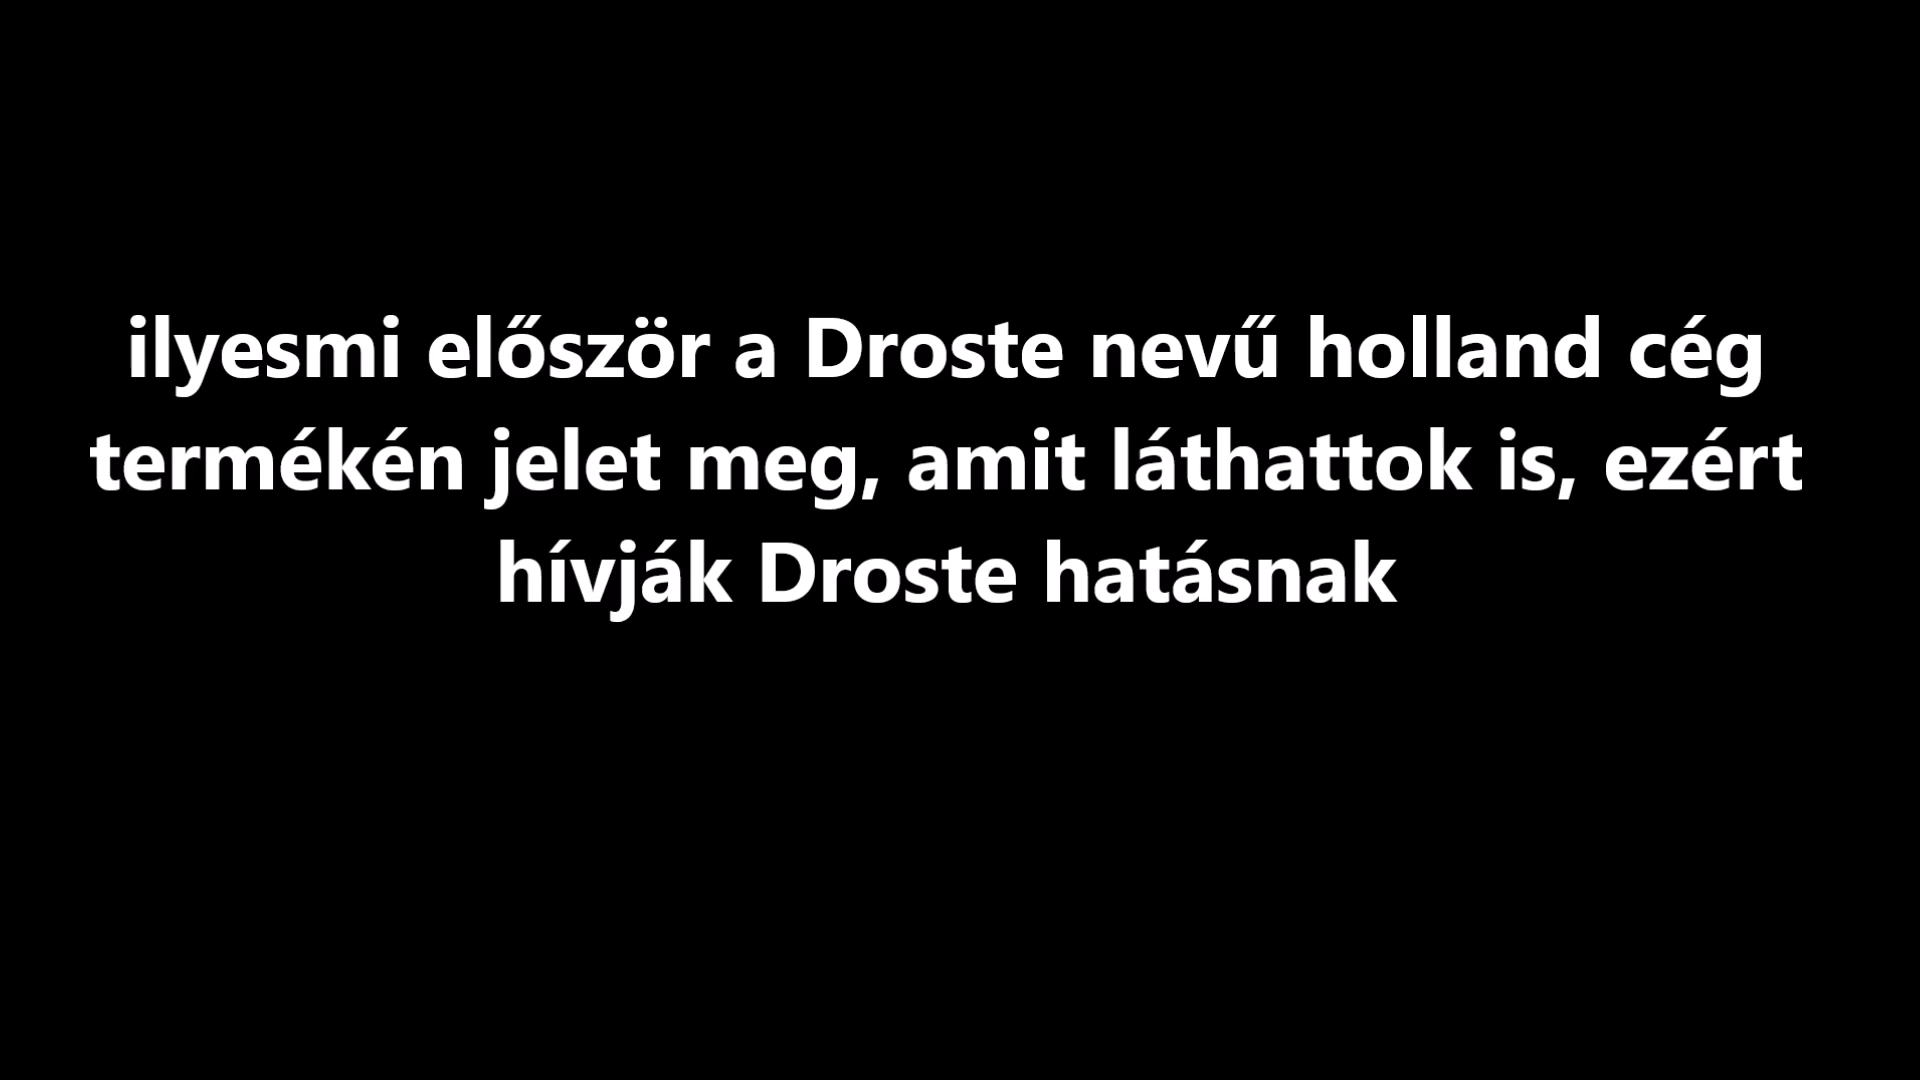 ilyesmi először a Droste nevű holland cég
termékén jelet meg, amit láthattok is, ezért
hívják Droste hatásnak